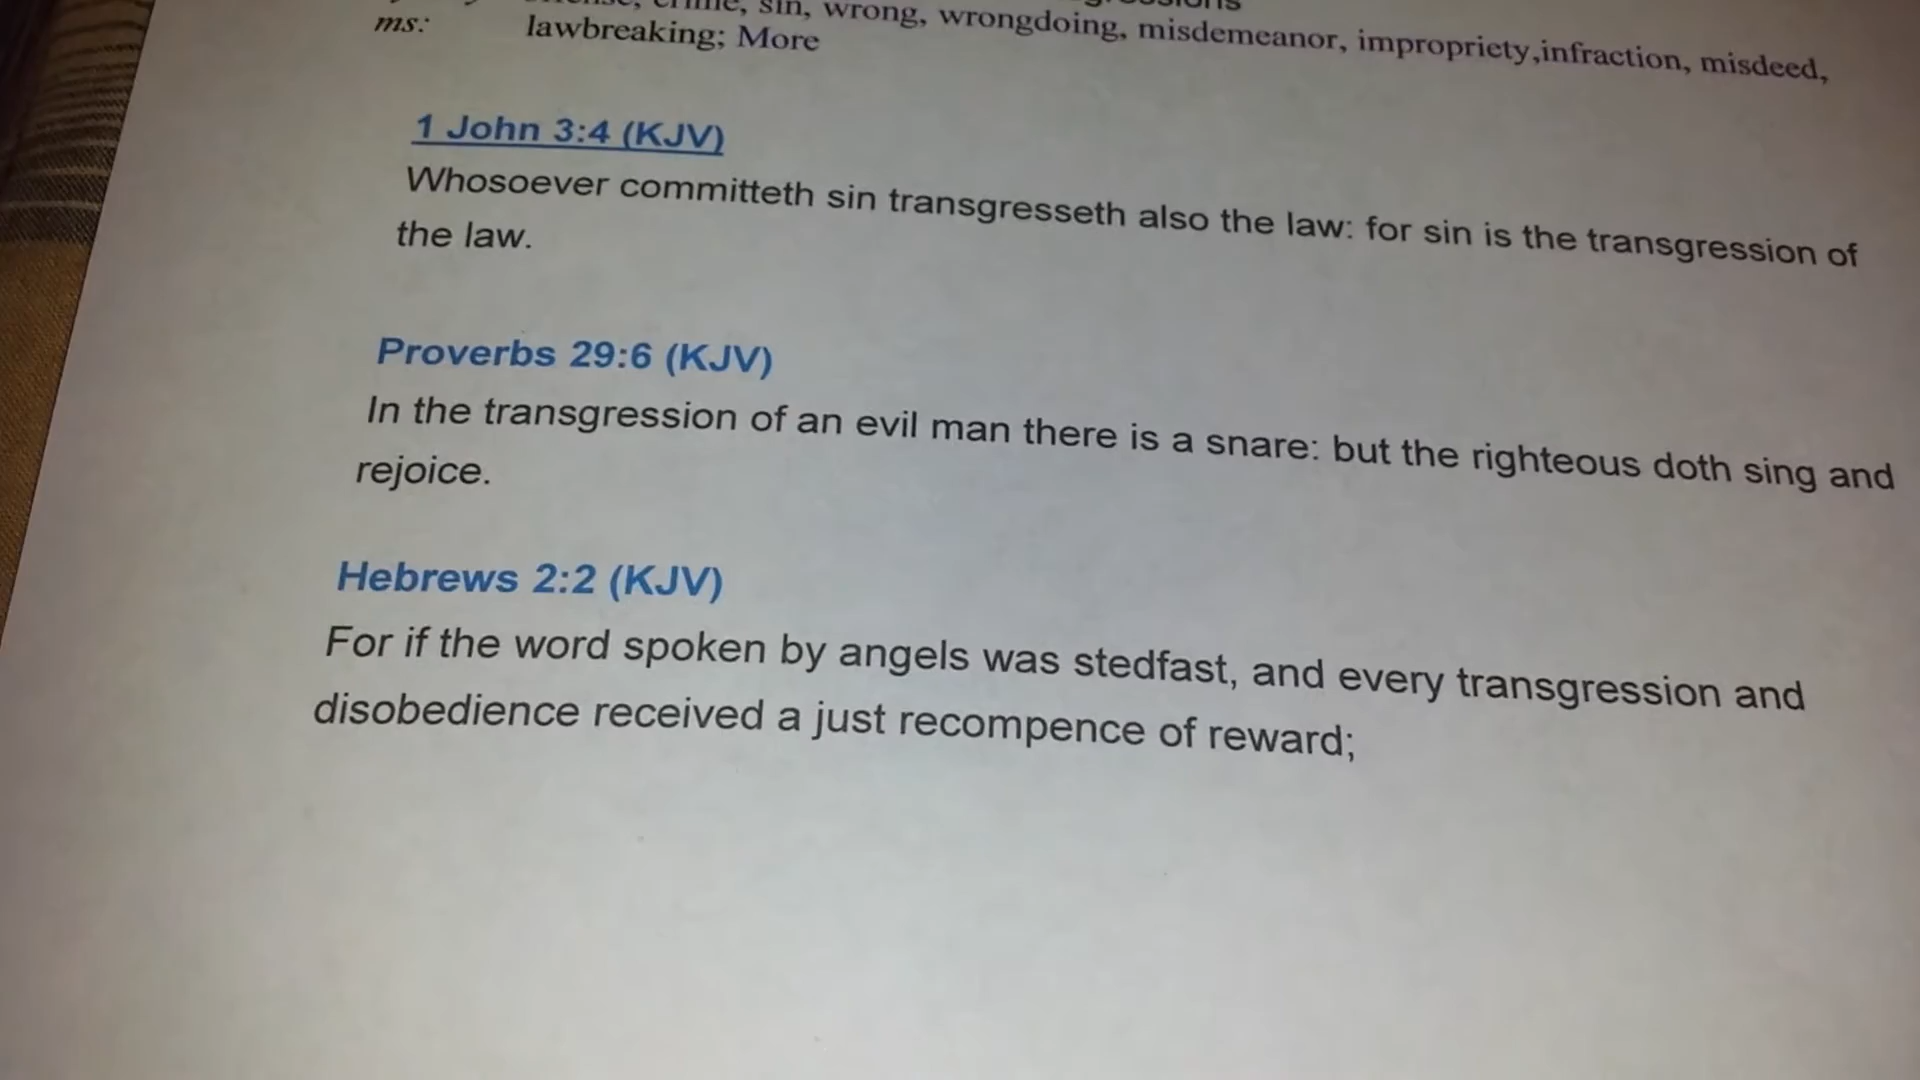 sin, wrong, wrongdoing, misdemeanor, impropriety,infraction, misdeed,
ms: lawbreaking; More
1 John 3:4 (KJV)
Whosoever committeth sin transgresseth also the law: for sin is the transgression of
the law.
Proverbs 29:6 (KJV)
In the transgression of an evil man there is a snare: but the righteous doth sing and
rejoice.
Hebrews 2:2 (KJV)
For if the word spoken by angels was stedfast, and every transgression and
disobedience received a just recompence of reward;